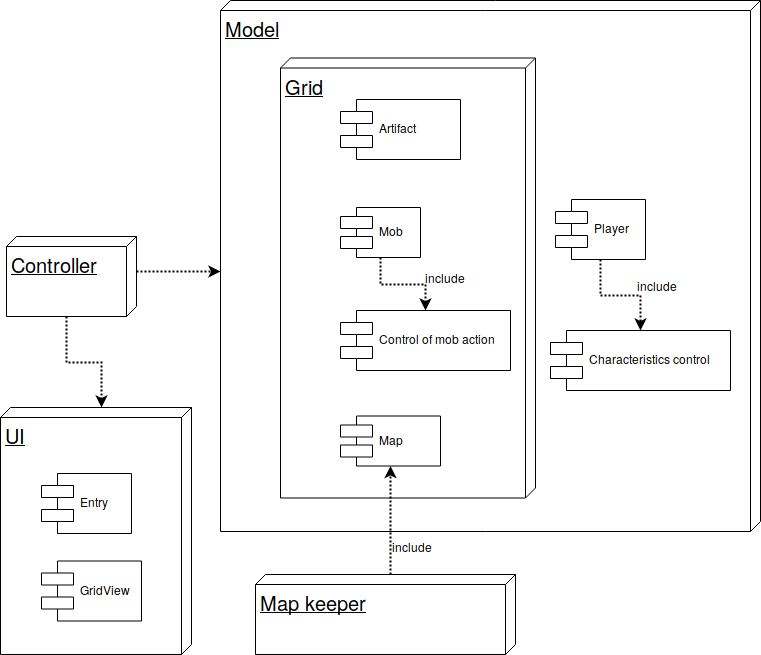 Model
Grid
Artifact
Mob
include
Control of mob action
Map
Player
include
Characteristics control
Controller
UI
Entry
GridView
include
Map keeper